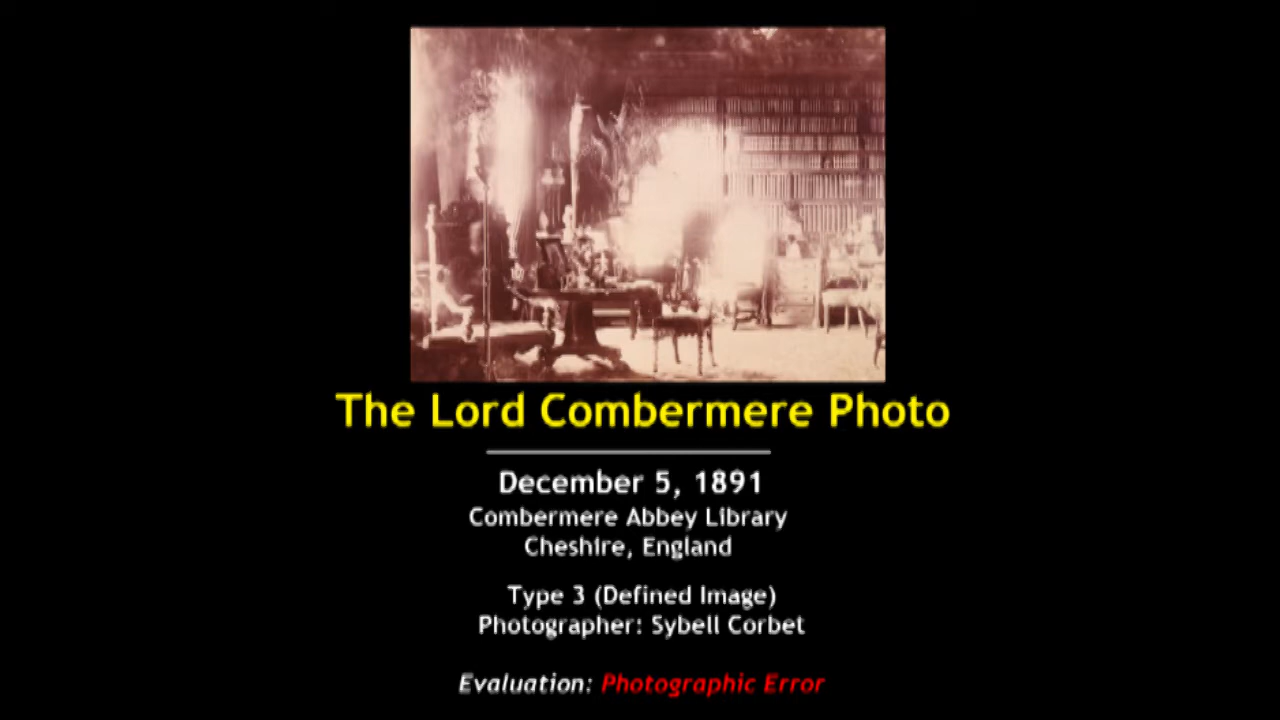 The Lord Combermere Photo
December 5, 1891
Combermere Abbey Library
Cheshire, England
Type 3 (Defined Image)
Photographer: Sybell Corbet
Evaluation: Photographic Error